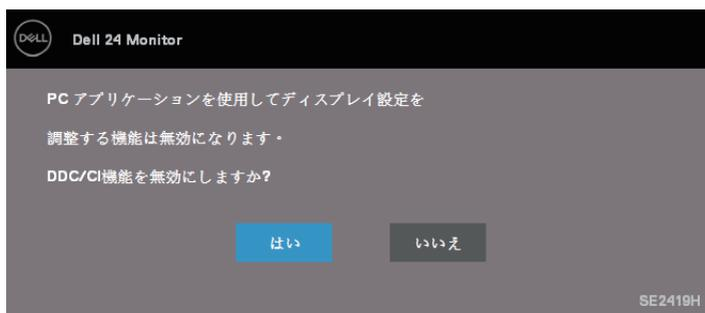 DELL
Dell 24 Monitor
PC アプリケーションを使用してディスプレイ設定を
調整する機能は無効になります。
DDC/CI機能を無効にしますか?
はい
いいえ
SE2419H